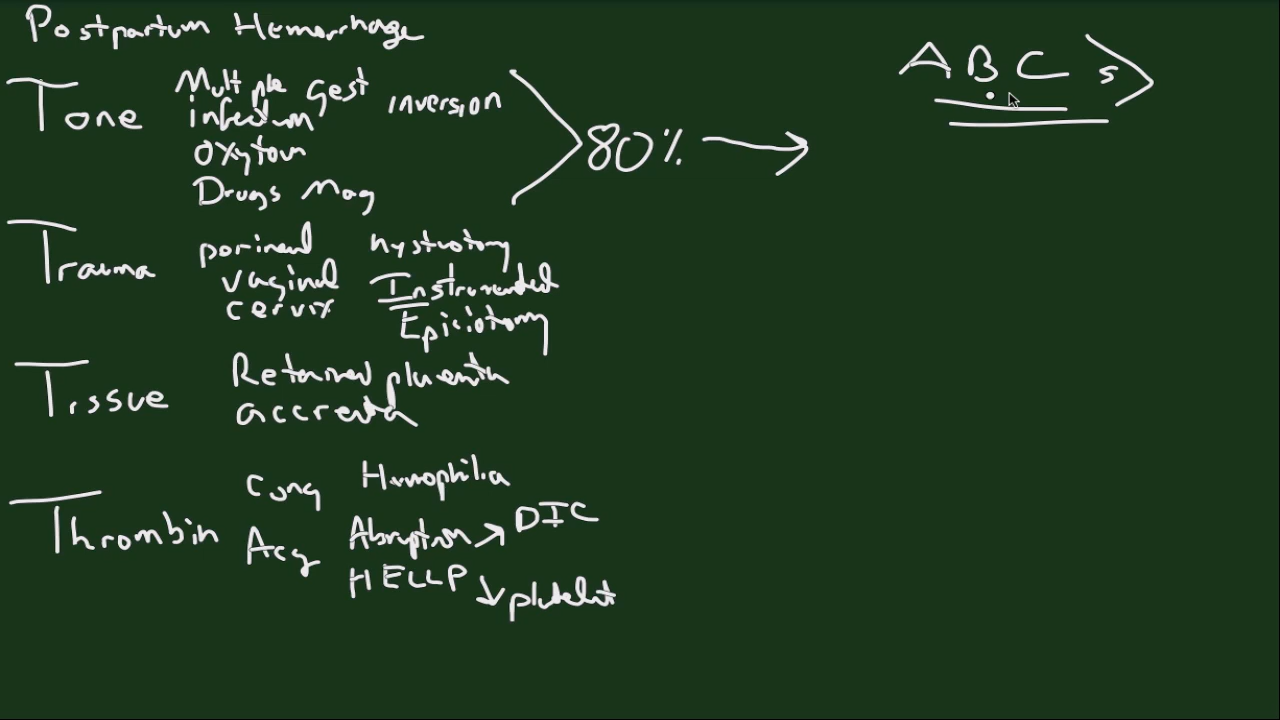 Postpartum Hemorrhage
Tone
Multiple Gest
infection
oxytocin
Drugs Mag
inversion
80% →
Trauma
perineal
vaginal
cervix
hysterotomy
Instrumented
Episiotomy
Tissue
Retained placenta
accreta
Thrombin
Cong Hemophilia
Acq Abruption → DIC
HELLP ↓ platelets
ABCs